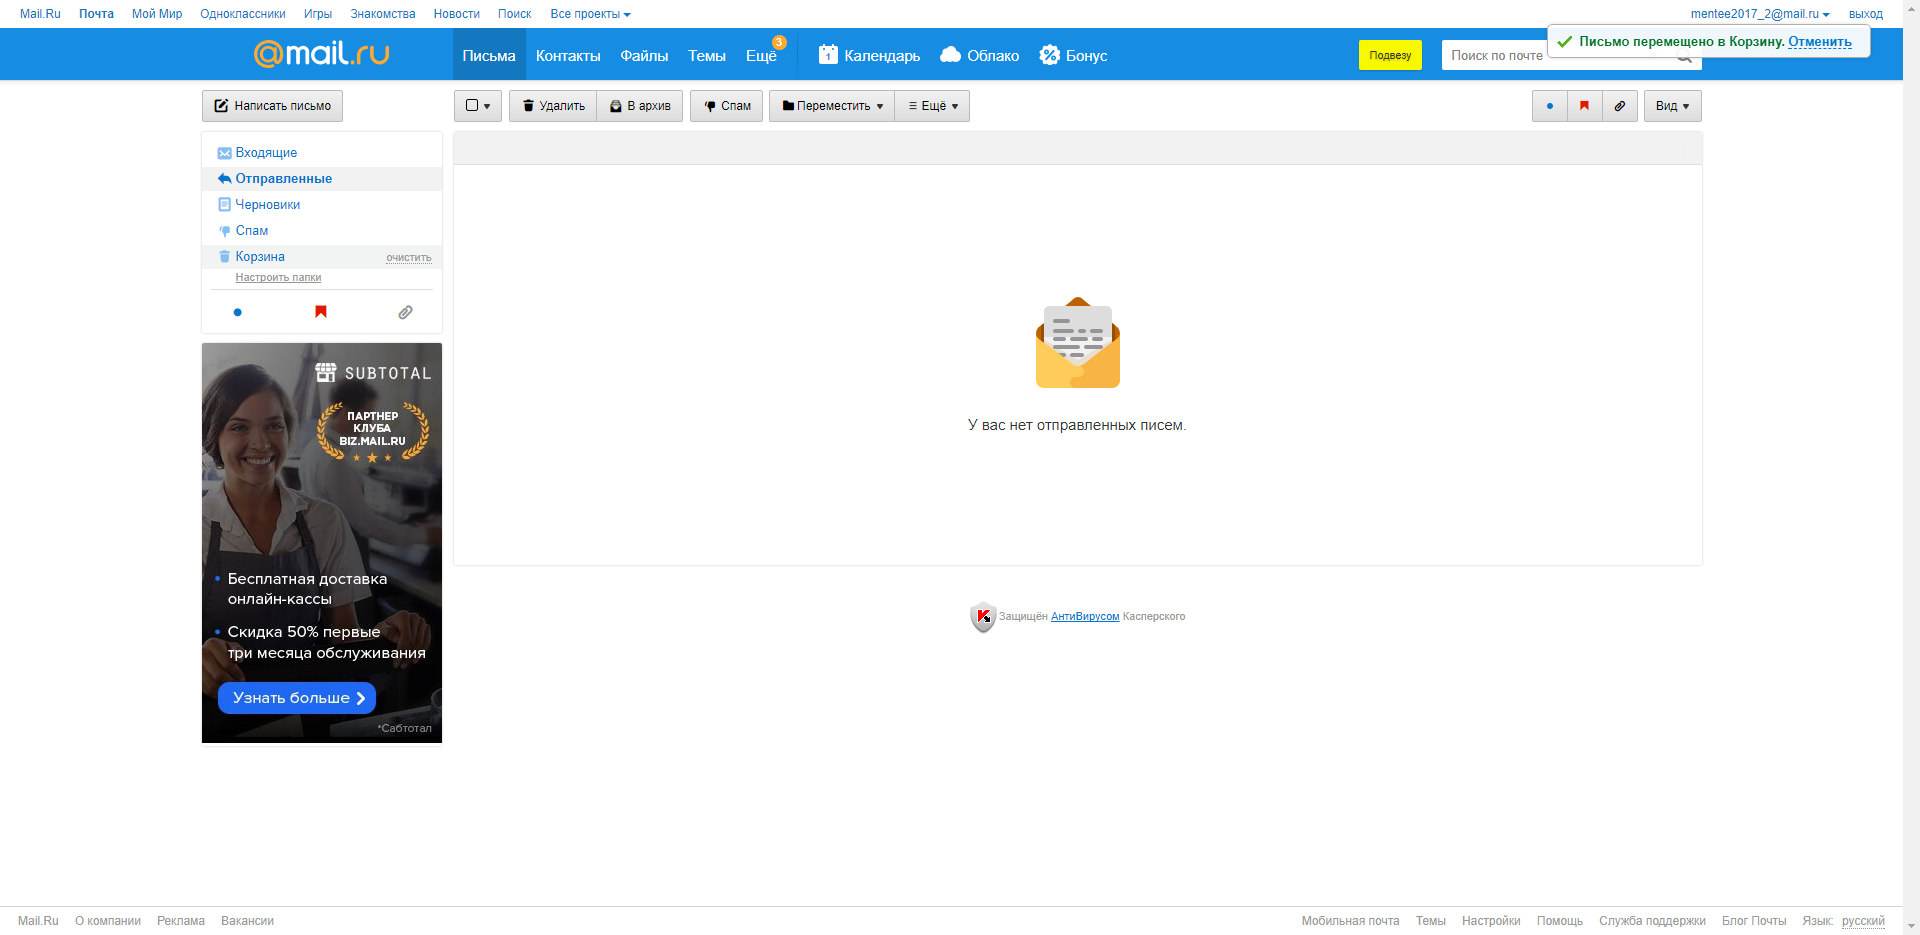 Mail.Ru Почта Мой Мир Одноклассники Игры Знакомства Новости Поиск Все проекты
mentee2017_2@mail.ru выход
@mail.ru
Письма Контакты Файлы Темы Ещё 3
1 Календарь Облако Бонус
Подвезу
Поиск по почте
Письмо перемещено в Корзину. Отменить
Написать письмо
Удалить В архив Спам Переместить Ещё
Вид
Входящие
Отправленные
Черновики
Спам
Корзина очистить
Настроить папки
SUBTOTAL
ПАРТНЕР
КЛУБА
BIZ.MAIL.RU
• Бесплатная доставка
онлайн-кассы
• Скидка 50% первые
три месяца обслуживания
Узнать больше
*Сабтотал
У вас нет отправленных писем.
Защищён АнтиВирусом Касперского
Mail.Ru О компании Реклама Вакансии
Мобильная почта Темы Настройки Помощь Служба поддержки Блог Почты Язык: русский